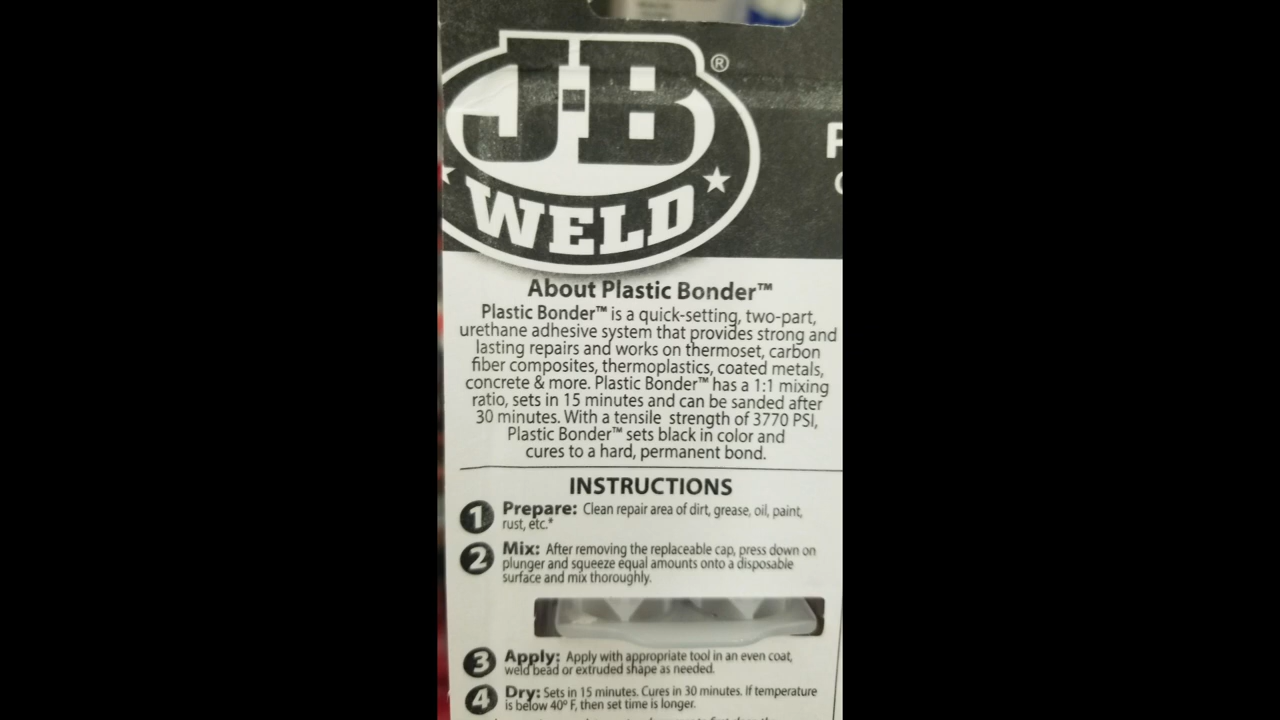 J-B
®
WELD
About Plastic Bonder™
Plastic Bonder™ is a quick-setting, two-part,
urethane adhesive system that provides strong and
lasting repairs and works on thermoset, carbon
fiber composites, thermoplastics, coated metals,
concrete & more. Plastic Bonder™ has a 1:1 mixing
ratio, sets in 15 minutes and can be sanded after
30 minutes. With a tensile strength of 3770 PSI,
Plastic Bonder™ sets black in color and
cures to a hard, permanent bond.
INSTRUCTIONS
1 Prepare: Clean repair area of dirt, grease, oil, paint,
rust, etc.*
2 Mix: After removing the replaceable cap, press down on
plunger and squeeze equal amounts onto a disposable
surface and mix thoroughly.
3 Apply: Apply with appropriate tool in an even coat,
weld bead or extruded shape as needed.
4 Dry: Sets in 15 minutes. Cures in 30 minutes. If temperature
is below 40º F, then set time is longer.